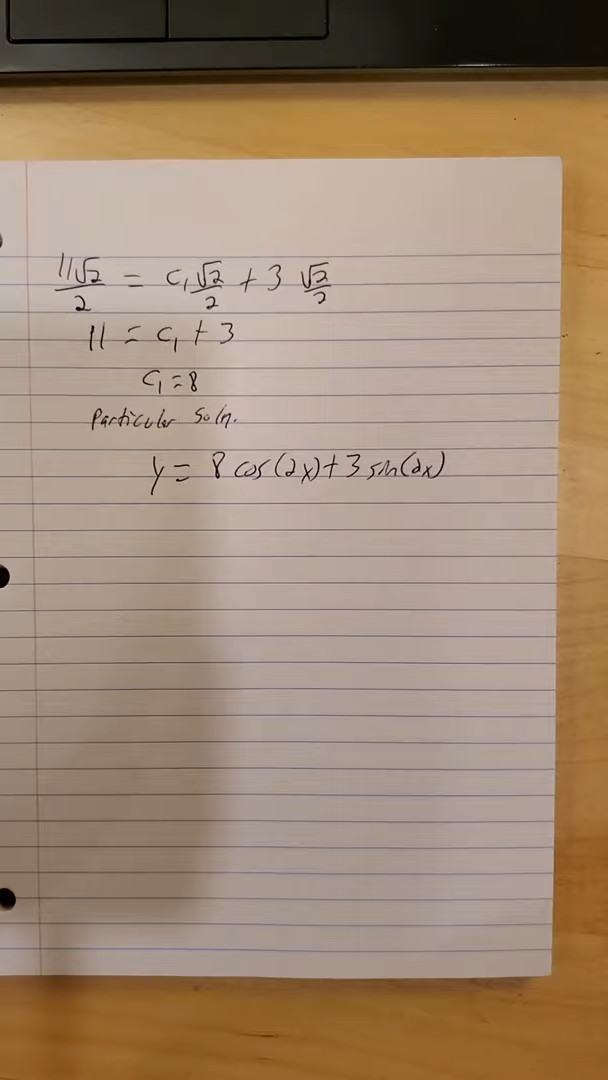 11√2/2 = c₁√2/2 + 3 √2/2
11 = c₁ + 3
c₁ = 8
Particular Soln.
y = 8 cos(2x) + 3 sin(2x)